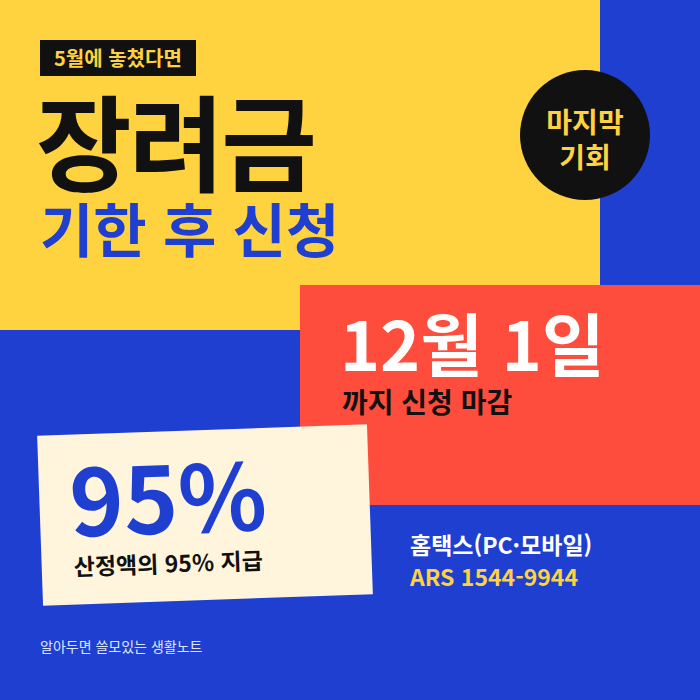 5월에 놓쳤다면
장려금
기한 후 신청
마지막
기회
12월 1일
까지 신청 마감
95%
산정액의 95% 지급
홈택스(PC·모바일)
ARS 1544-9944
알아두면 쓸모있는 생활노트